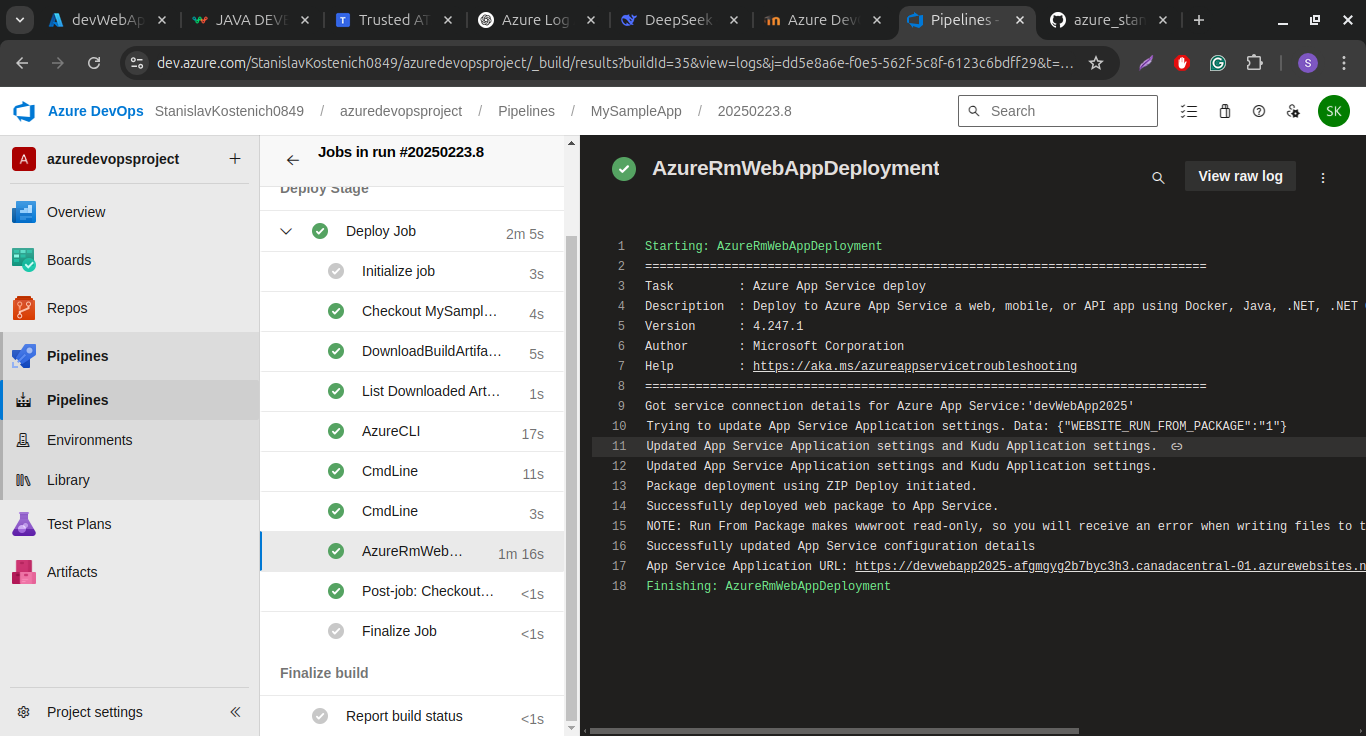 devWebAp
JAVA DEVE
Trusted AT
Azure Log
DeepSeek
Azure DevO
Pipelines -
azure_stan
dev.azure.com/StanislavKostenich0849/azuredevopsproject/_build/results?buildId=35&view=logs&j=dd5e8a6e-f0e5-562f-5c8f-6123c6bdff29&t=...
S
Azure DevOps StanislavKostenich0849 / azuredevopsproject / Pipelines / MySampleApp / 20250223.8
Search
SK
A azuredevopsproject +
Overview
Boards
Repos
Pipelines
Pipelines
Environments
Library
Test Plans
Artifacts
Project settings
Jobs in run #20250223.8
Deploy Stage
Deploy Job 2m 5s
Initialize job 3s
Checkout MySampl... 4s
DownloadBuildArtifa... 5s
List Downloaded Art... 1s
AzureCLI 17s
CmdLine 11s
CmdLine 3s
AzureRmWeb... 1m 16s
Post-job: Checkout... <1s
Finalize Job <1s
Finalize build
Report build status <1s
AzureRmWebAppDeployment
View raw log
1 Starting: AzureRmWebAppDeployment
2 ==============================================================================
3 Task : Azure App Service deploy
4 Description : Deploy to Azure App Service a web, mobile, or API app using Docker, Java, .NET, .NET
5 Version : 4.247.1
6 Author : Microsoft Corporation
7 Help : https://aka.ms/azureappservicetroubleshooting
8 ==============================================================================
9 Got service connection details for Azure App Service:'devWebApp2025'
10 Trying to update App Service Application settings. Data: {"WEBSITE_RUN_FROM_PACKAGE":"1"}
11 Updated App Service Application settings and Kudu Application settings.
12 Updated App Service Application settings and Kudu Application settings.
13 Package deployment using ZIP Deploy initiated.
14 Successfully deployed web package to App Service.
15 NOTE: Run From Package makes wwwroot read-only, so you will receive an error when writing files to t
16 Successfully updated App Service configuration details
17 App Service Application URL: https://devwebapp2025-afgmgyg2b7byc3h3.canadacentral-01.azurewebsites.n
18 Finishing: AzureRmWebAppDeployment